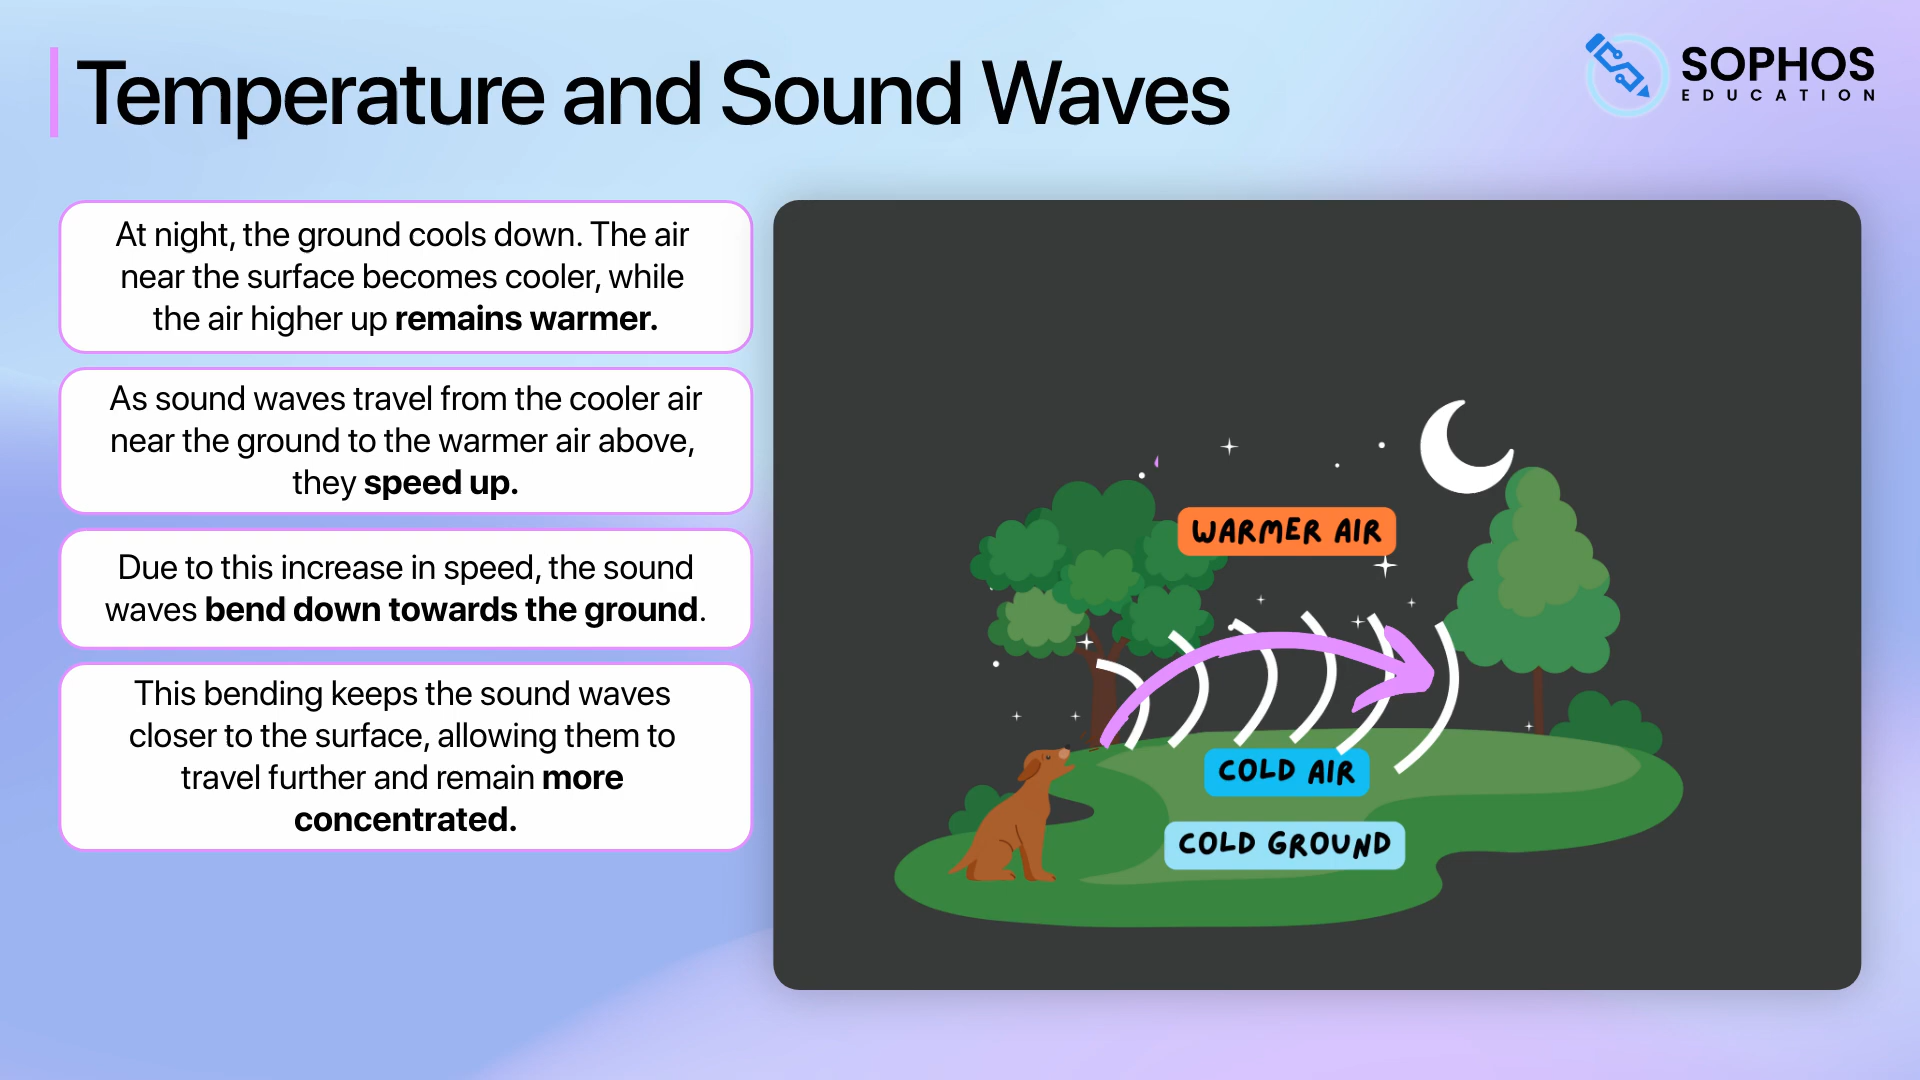 Temperature and Sound Waves
SOPHOS
EDUCATION
At night, the ground cools down. The air
near the surface becomes cooler, while
the air higher up remains warmer.
As sound waves travel from the cooler air
near the ground to the warmer air above,
they speed up.
Due to this increase in speed, the sound
waves bend down towards the ground.
This bending keeps the sound waves
closer to the surface, allowing them to
travel further and remain more
concentrated.
WARMER AIR
COLD AIR
COLD GROUND